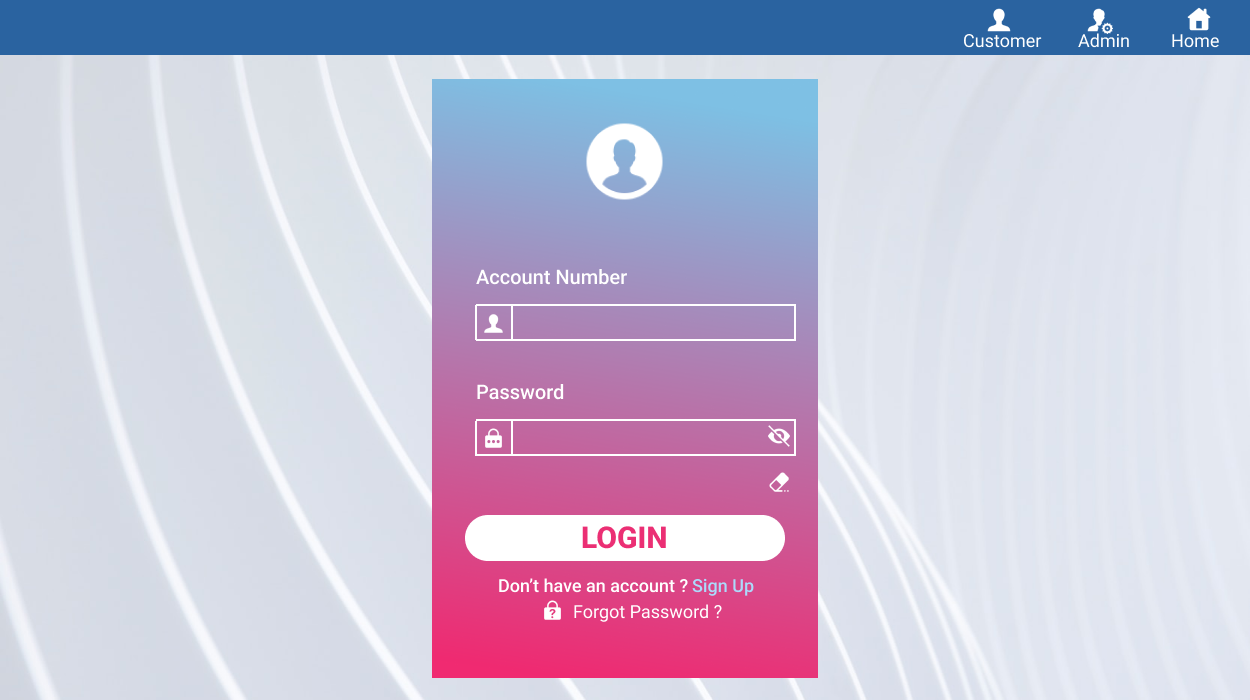 Customer
Admin
Home
Account Number
Password
LOGIN
Don't have an account ? Sign Up
Forgot Password ?